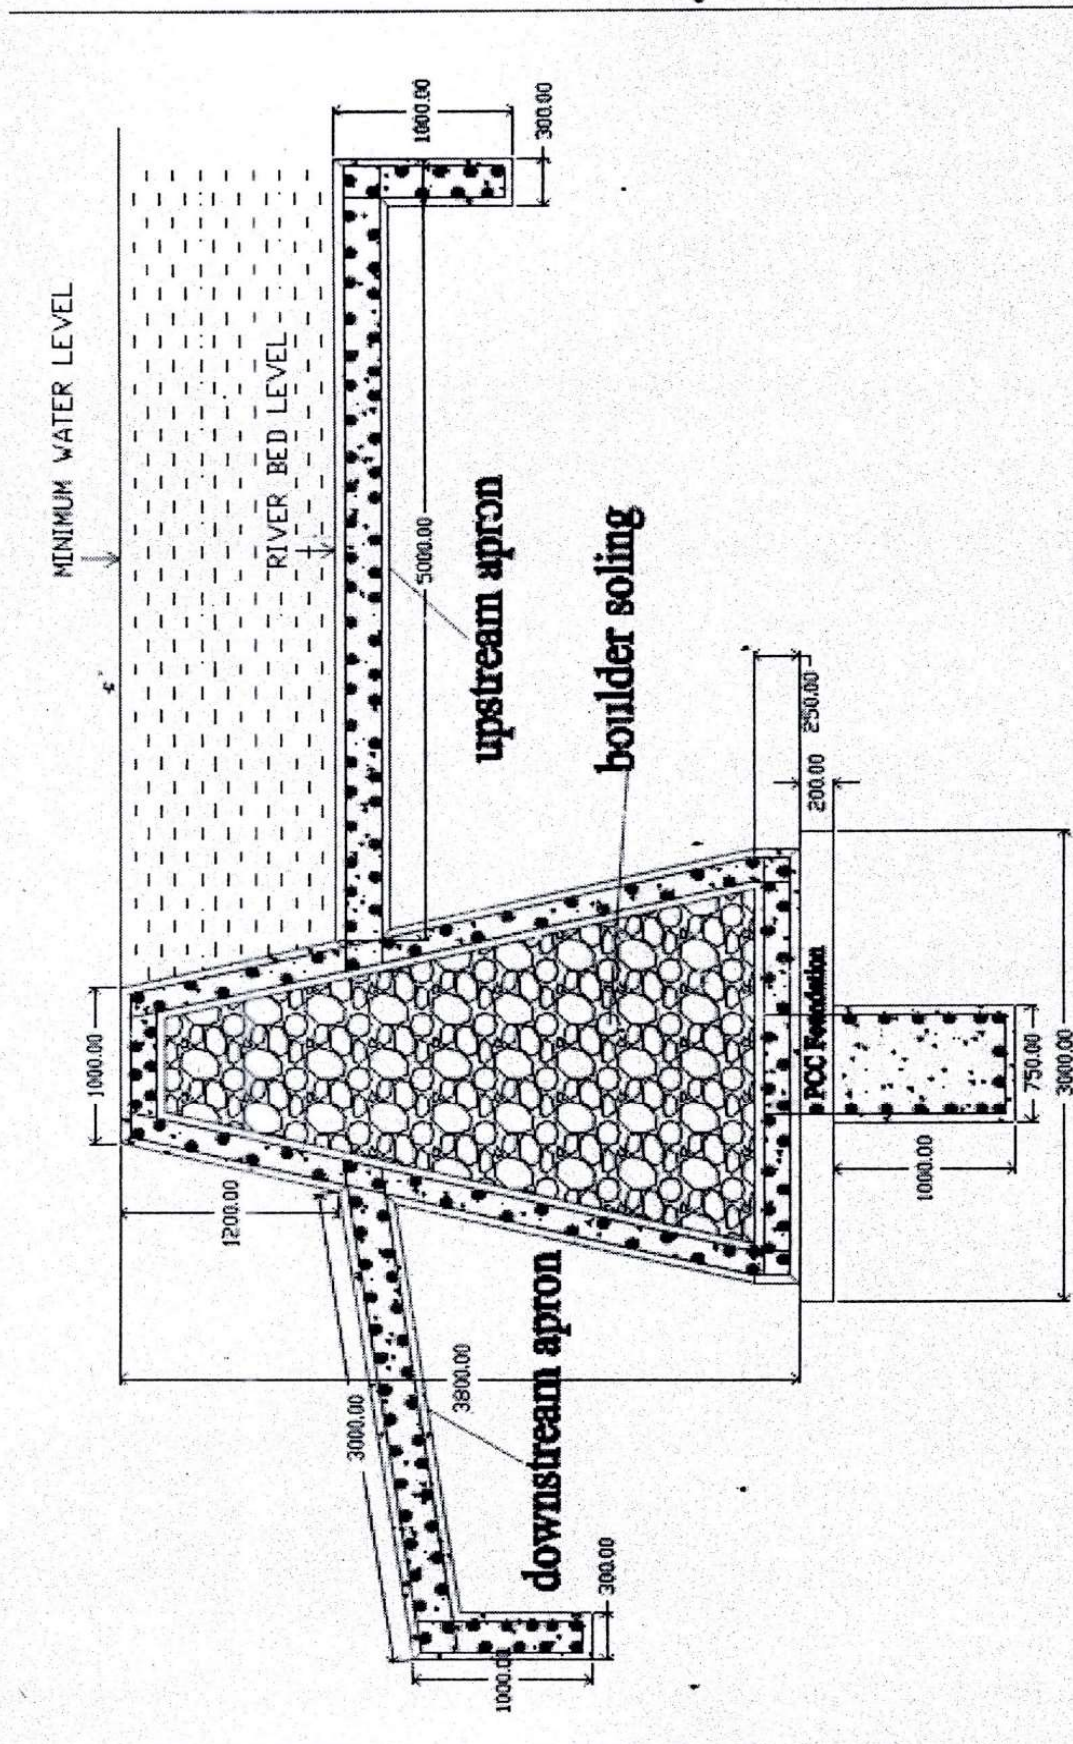 MINIMUM WATER LEVEL
RIVER BED LEVEL
1000.00
1200.00
1000.00
300.00
5000.00
upstream apron
boulder soling
3000.00
3800.00
downstream apron
1000.00
300.00
250.00
200.00
PCC Foundation
1000.00
750.00
3000.00